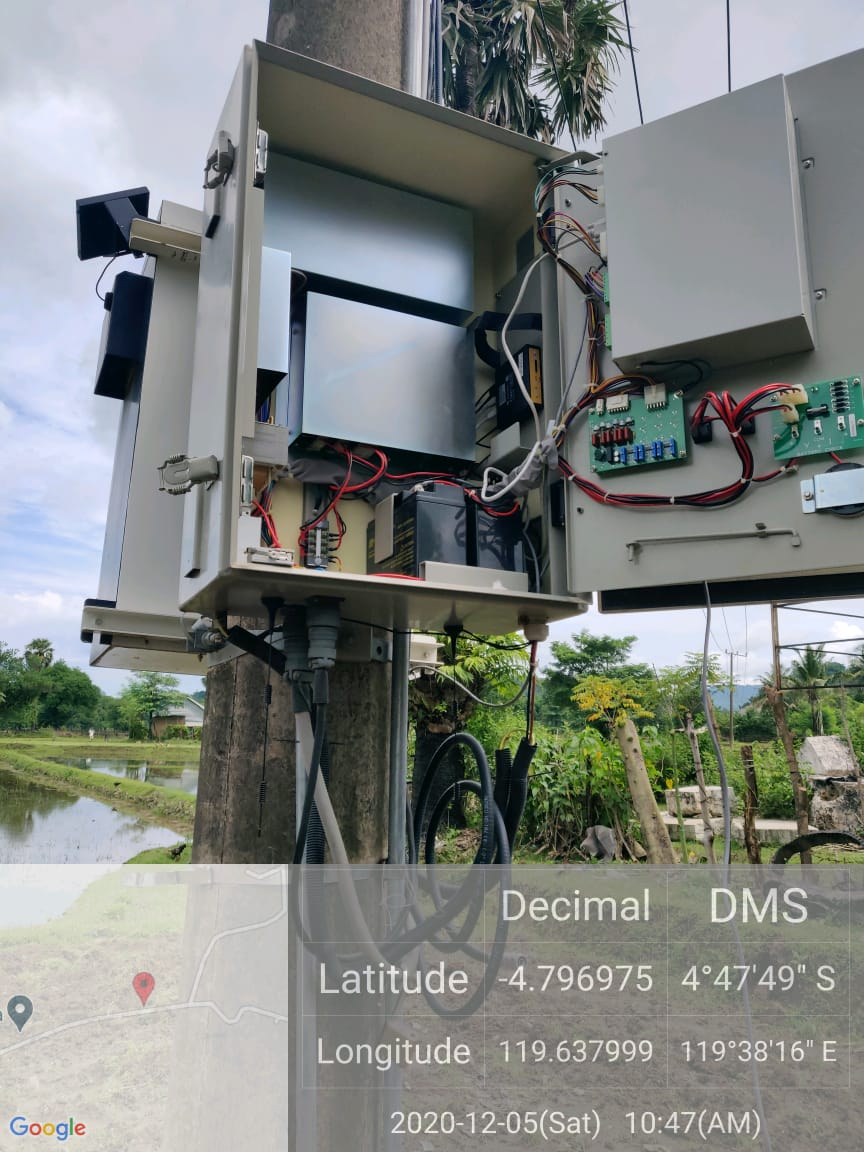 Decimal DMS
Latitude -4.796975 4°47'49" S
Longitude 119.637999 119°38'16" E
2020-12-05(Sat) 10:47(AM)
Google